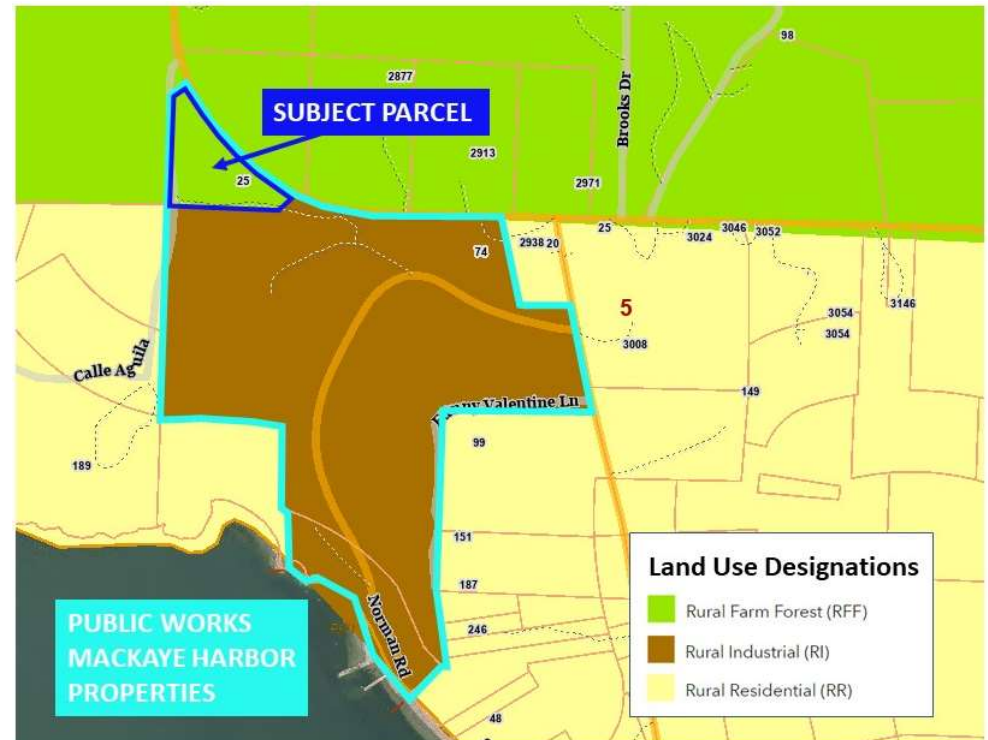 98
2877
Brooks Dr
SUBJECT PARCEL
2913
25
2971
74
2938 20
25
3024
3046
3052
5
3146
3054
3054
3008
Calle Aguila
149
Valentine Ln
99
189
151
187
246
48
Norman Rd
PUBLIC WORKS
MACKAYE HARBOR
PROPERTIES
Land Use Designations
Rural Farm Forest (RFF)
Rural Industrial (RI)
Rural Residential (RR)